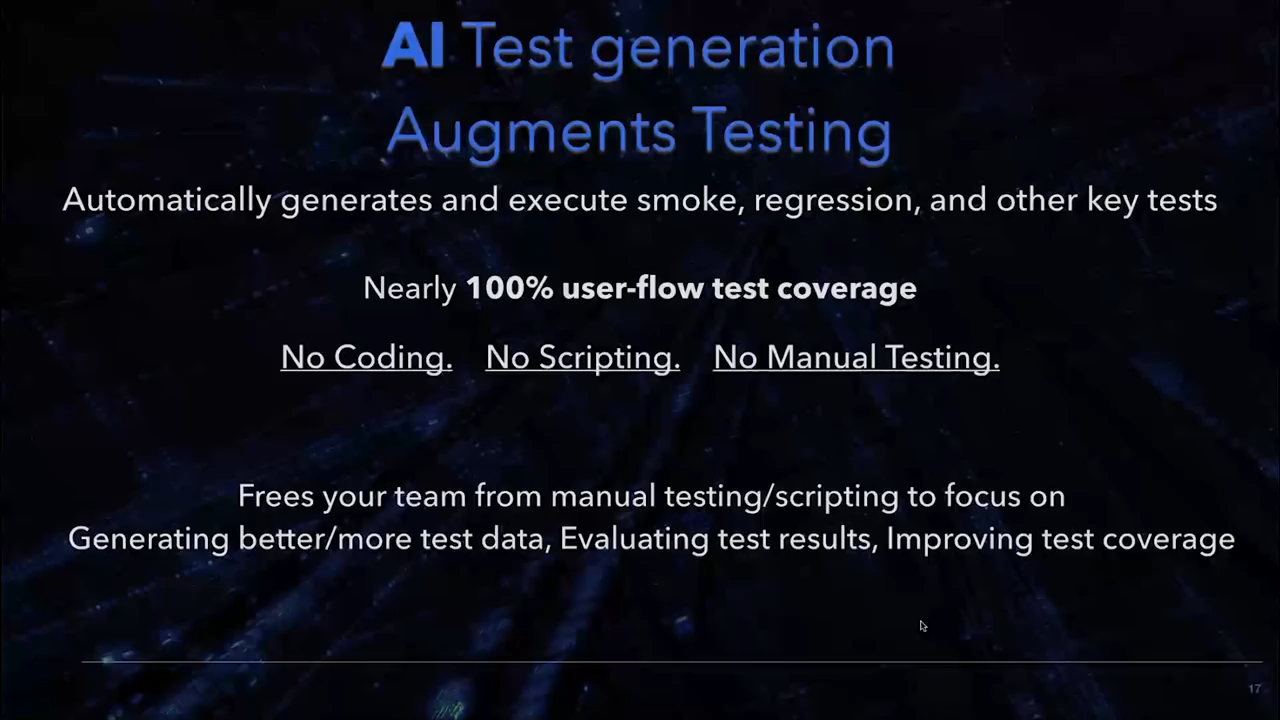 AI Test generation
Augments Testing
Automatically generates and execute smoke, regression, and other key tests
Nearly 100% user-flow test coverage
No Coding. No Scripting. No Manual Testing.
Frees your team from manual testing/scripting to focus on
Generating better/more test data, Evaluating test results, Improving test coverage
17